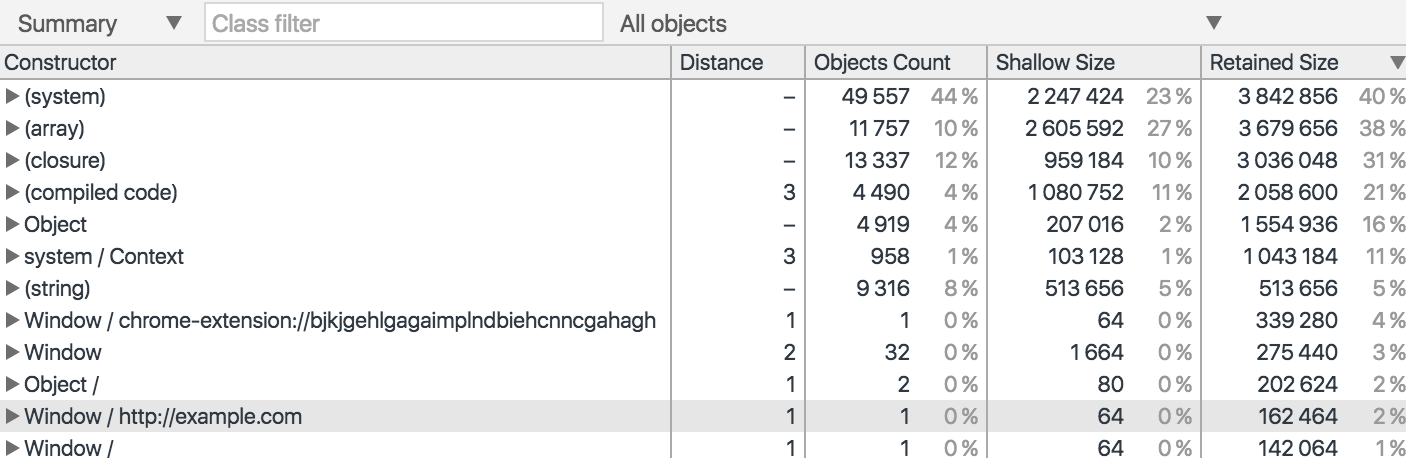 Summary ▼ Class filter All objects ▼
Constructor Distance Objects Count Shallow Size Retained Size ▼
▶ (system) – 49 557 44 % 2 247 424 23 % 3 842 856 40 %
▶ (array) – 11 757 10 % 2 605 592 27 % 3 679 656 38 %
▶ (closure) – 13 337 12 % 959 184 10 % 3 036 048 31 %
▶ (compiled code) 3 4 490 4 % 1 080 752 11 % 2 058 600 21 %
▶ Object – 4 919 4 % 207 016 2 % 1 554 936 16 %
▶ system / Context 3 958 1 % 103 128 1 % 1 043 184 11 %
▶ (string) – 9 316 8 % 513 656 5 % 513 656 5 %
▶ Window / chrome-extension://bjkjgehlgagaimplndbiehcnncgahagh 1 1 0 % 64 0 % 339 280 4 %
▶ Window 2 32 0 % 1 664 0 % 275 440 3 %
▶ Object / 1 2 0 % 80 0 % 202 624 2 %
▶ Window / http://example.com 1 1 0 % 64 0 % 162 464 2 %
▶ Window / 1 1 0 % 64 0 % 142 064 1 %